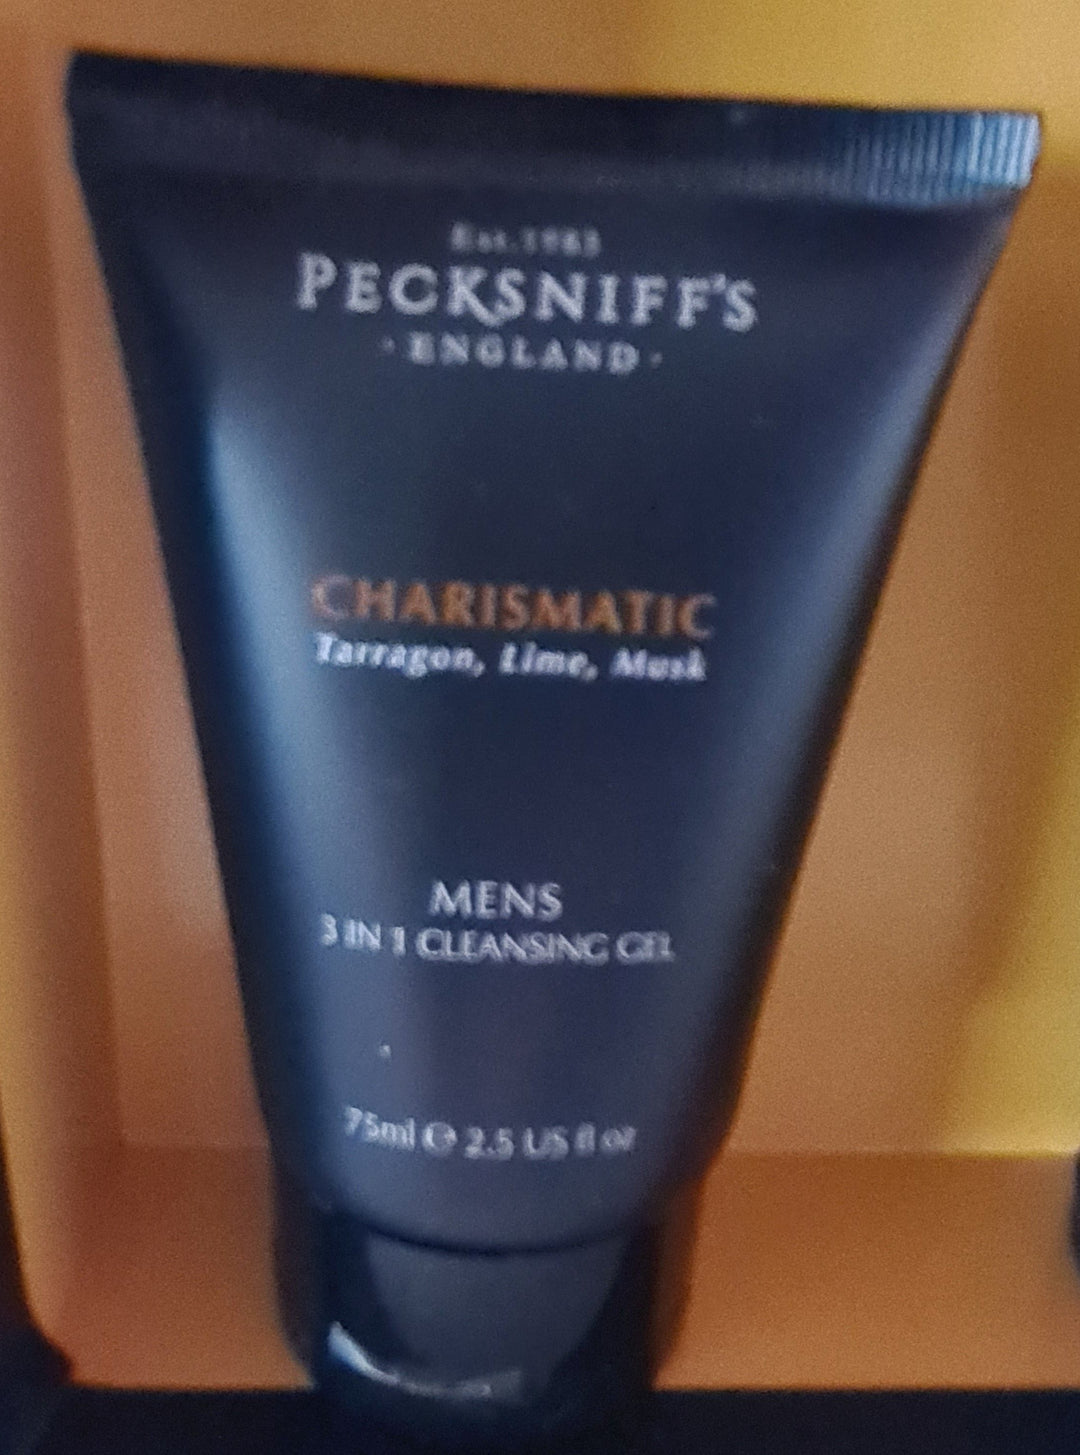 Est.1983
PECKSNIFF'S
· ENGLAND ·
CHARISMATIC
Tarragon, Lime, Musk
MENS
3 IN 1 CLEANSING GEL
75ml ℮ 2.5 US fl oz